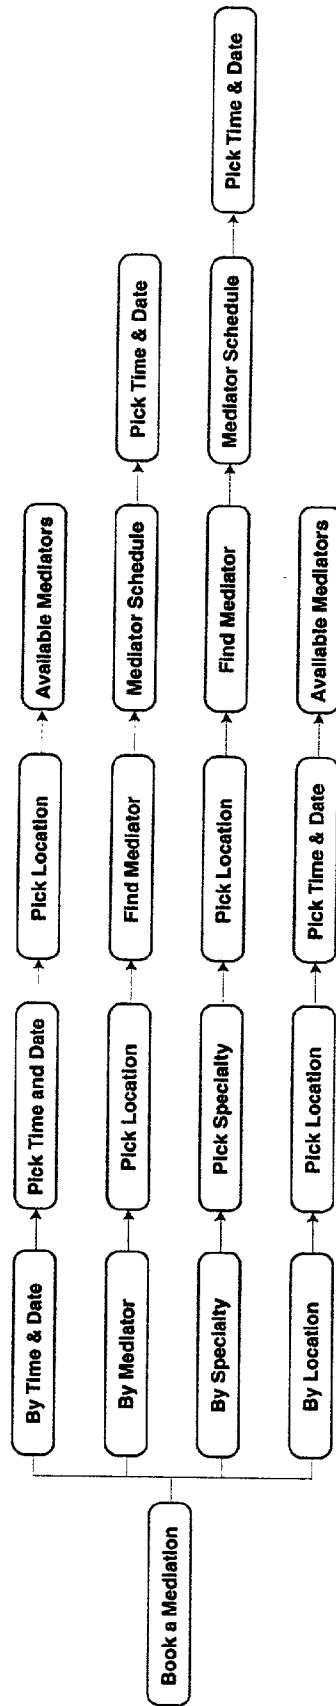 Book a Mediation
By Time & Date
Pick Time and Date
Pick Location
Available Mediators
By Mediator
Pick Location
Find Mediator
Mediator Schedule
Pick Time & Date
By Specialty
Pick Specialty
Pick Location
Find Mediator
Mediator Schedule
Pick Time & Date
By Location
Pick Location
Pick Time & Date
Available Mediators